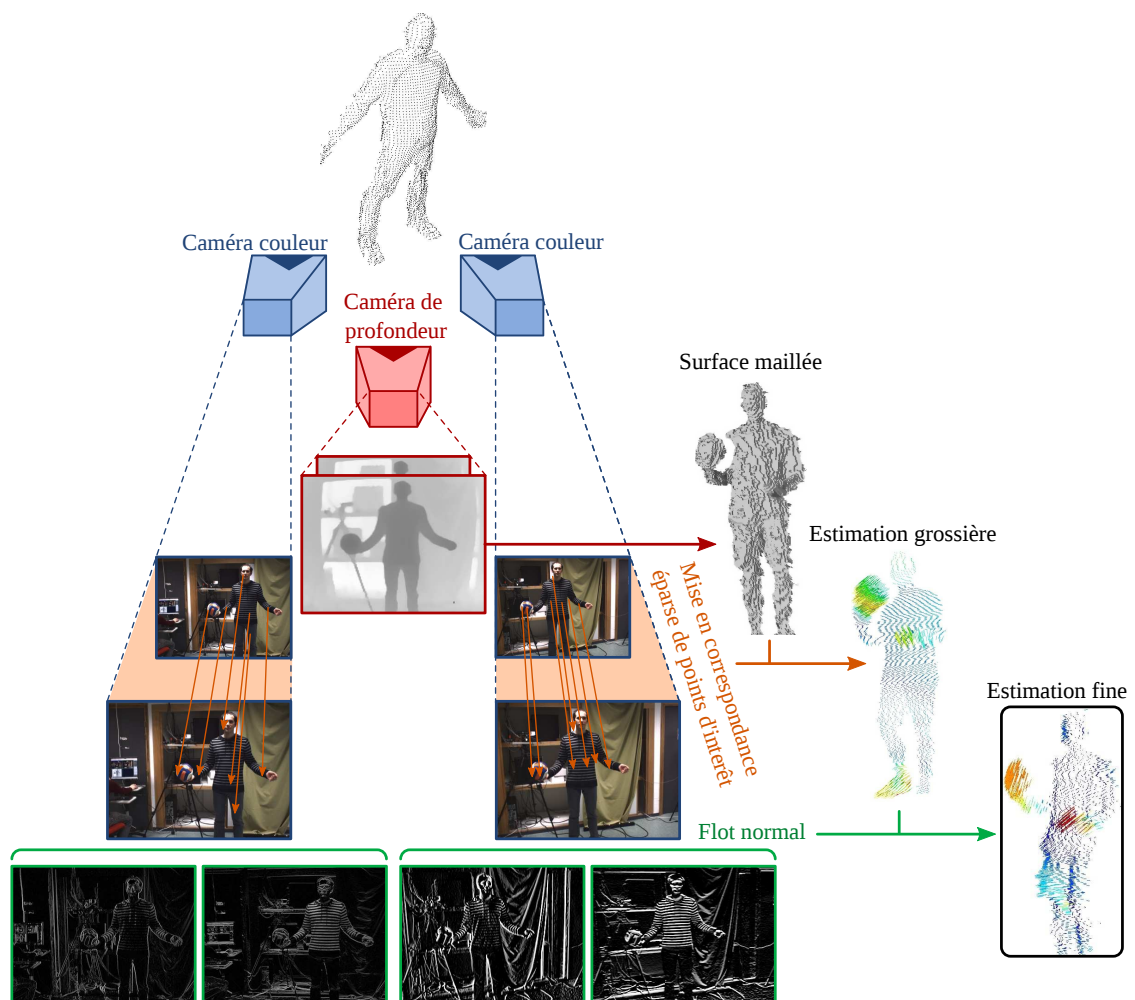 Caméra couleur
Caméra couleur
Caméra de
profondeur
Surface maillée
Estimation grossière
Mise en correspondance
éparse de points d'interêt
Estimation fine
Flot normal